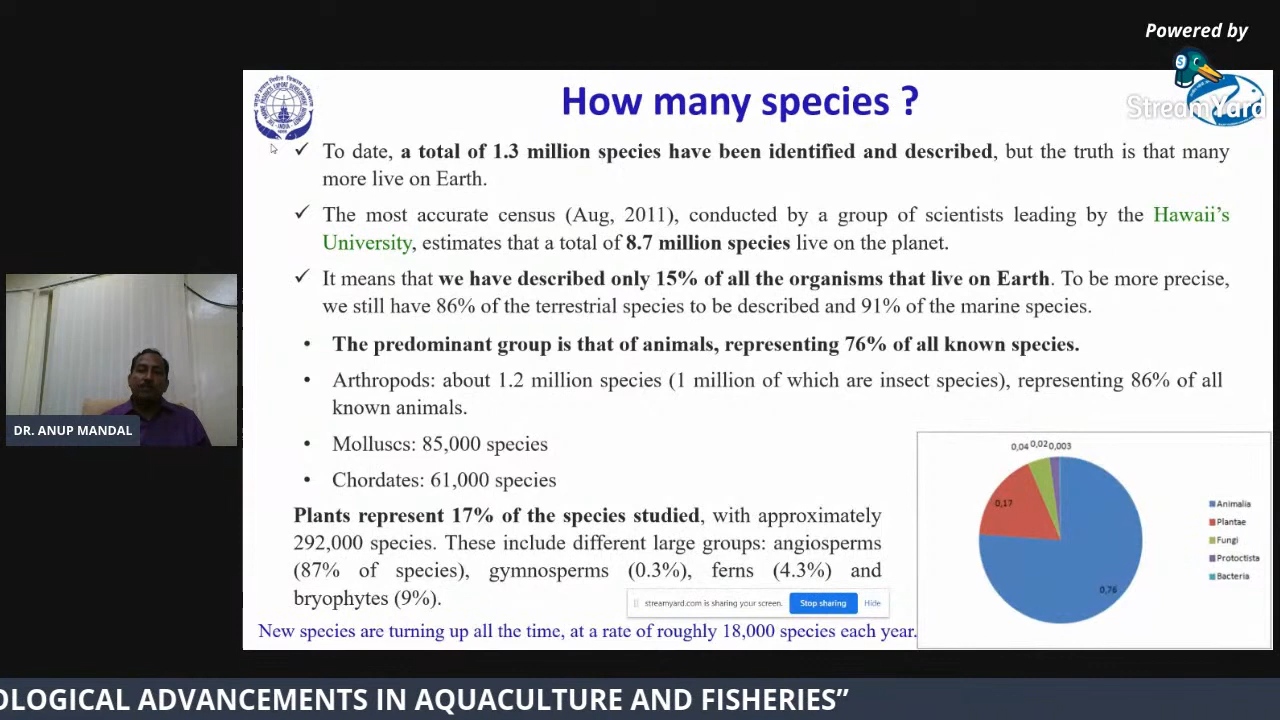 Powered by
StreamYard
How many species ?
✓ To date, a total of 1.3 million species have been identified and described, but the truth is that many
more live on Earth.
✓ The most accurate census (Aug, 2011), conducted by a group of scientists leading by the Hawaii’s
University, estimates that a total of 8.7 million species live on the planet.
✓ It means that we have described only 15% of all the organisms that live on Earth. To be more precise,
we still have 86% of the terrestrial species to be described and 91% of the marine species.
• The predominant group is that of animals, representing 76% of all known species.
• Arthropods: about 1.2 million species (1 million of which are insect species), representing 86% of all
known animals.
• Molluscs: 85,000 species
• Chordates: 61,000 species
Plants represent 17% of the species studied, with approximately
292,000 species. These include different large groups: angiosperms
(87% of species), gymnosperms (0.3%), ferns (4.3%) and
bryophytes (9%).
New species are turning up all the time, at a rate of roughly 18,000 species each year.
0,04 0,02 0,003
0,17
0,76
Animalia
Plantae
Fungi
Protoctista
Bacteria
streamyard.com is sharing your screen. Stop sharing Hide
DR. ANUP MANDAL
OLOGICAL ADVANCEMENTS IN AQUACULTURE AND FISHERIES”